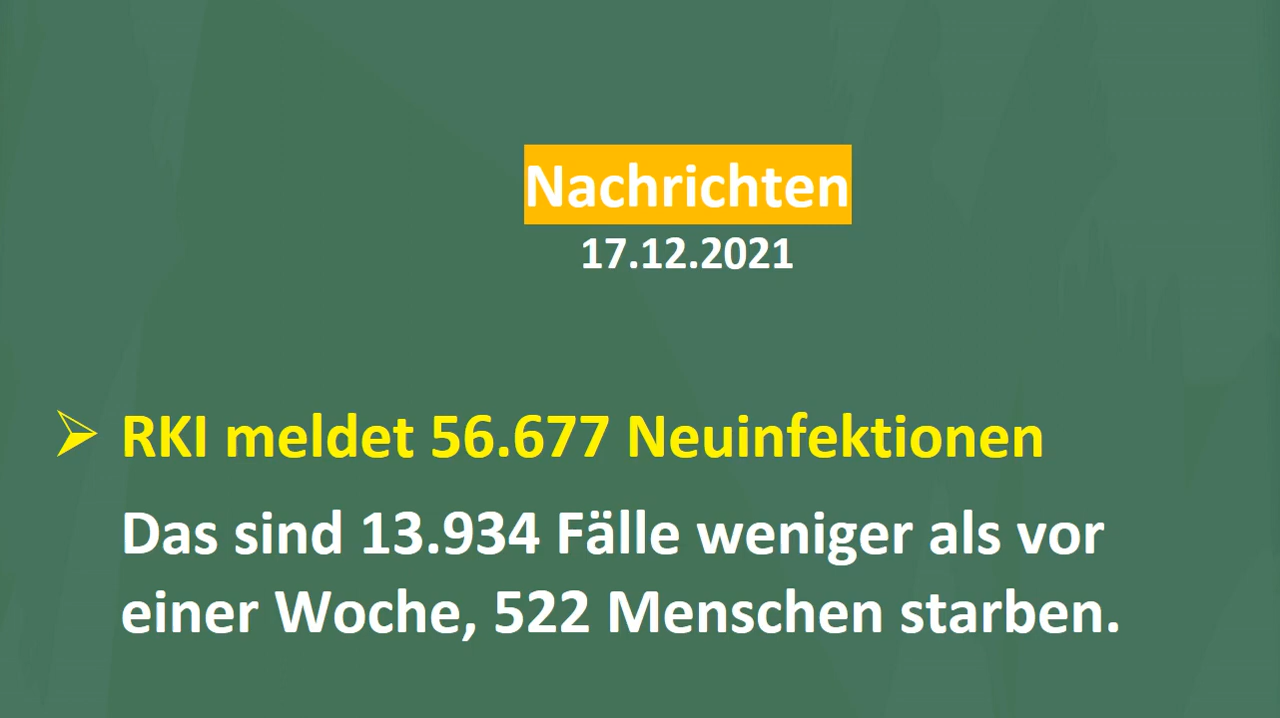 Nachrichten
17.12.2021
➢ RKI meldet 56.677 Neuinfektionen
Das sind 13.934 Fälle weniger als vor
einer Woche, 522 Menschen starben.